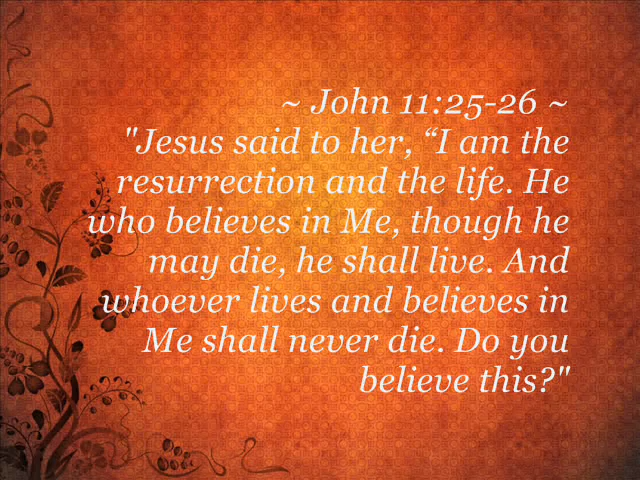 ~ John 11:25-26 ~
"Jesus said to her, “I am the
resurrection and the life. He
who believes in Me, though he
may die, he shall live. And
whoever lives and believes in
Me shall never die. Do you
believe this?"